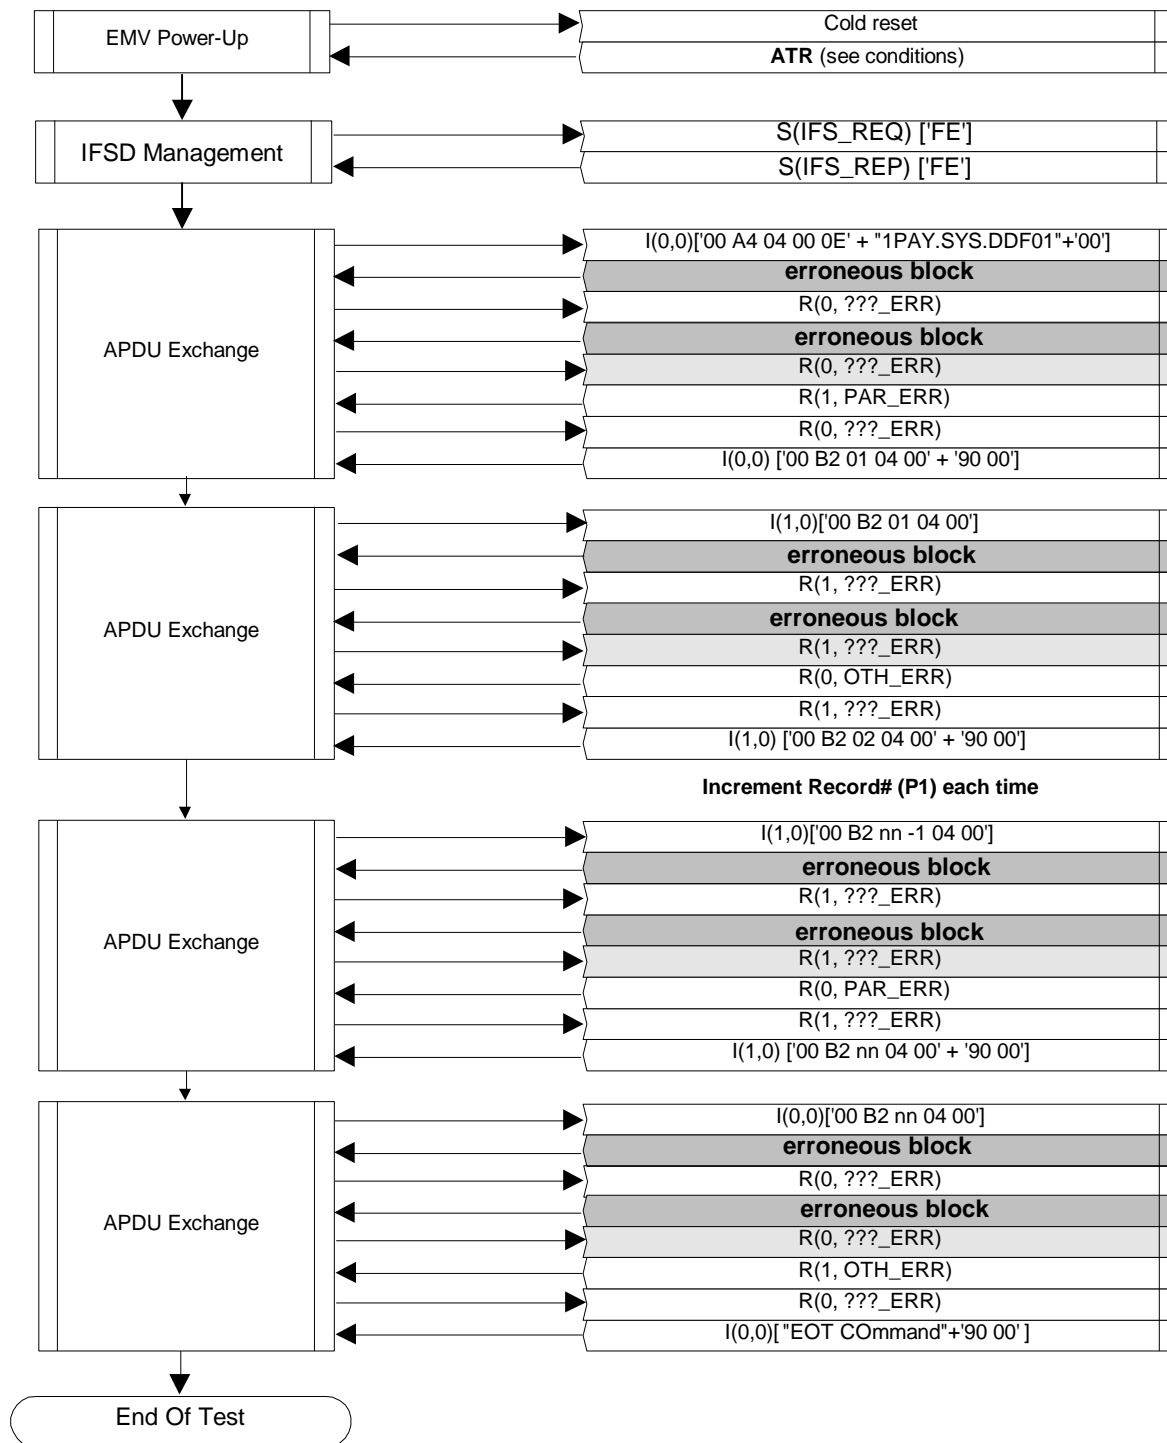 EMV Power-Up
Cold reset
ATR (see conditions)
IFSD Management
S(IFS_REQ) ['FE']
S(IFS_REP) ['FE']
APDU Exchange
I(0,0)['00 A4 04 00 0E' + "1PAY.SYS.DDF01"+'00']
erroneous block
R(0, ???_ERR)
erroneous block
R(0, ???_ERR)
R(1, PAR_ERR)
R(0, ???_ERR)
I(0,0) ['00 B2 01 04 00' + '90 00']
APDU Exchange
I(1,0)['00 B2 01 04 00']
erroneous block
R(1, ???_ERR)
erroneous block
R(1, ???_ERR)
R(0, OTH_ERR)
R(1, ???_ERR)
I(1,0) ['00 B2 02 04 00' + '90 00']
Increment Record# (P1) each time
APDU Exchange
I(1,0)['00 B2 nn -1 04 00']
erroneous block
R(1, ???_ERR)
erroneous block
R(1, ???_ERR)
R(0, PAR_ERR)
R(1, ???_ERR)
I(1,0) ['00 B2 nn 04 00' + '90 00']
APDU Exchange
I(0,0)['00 B2 nn 04 00']
erroneous block
R(0, ???_ERR)
erroneous block
R(0, ???_ERR)
R(1, OTH_ERR)
R(0, ???_ERR)
I(0,0)[ "EOT COmmand"+'90 00' ]
End Of Test